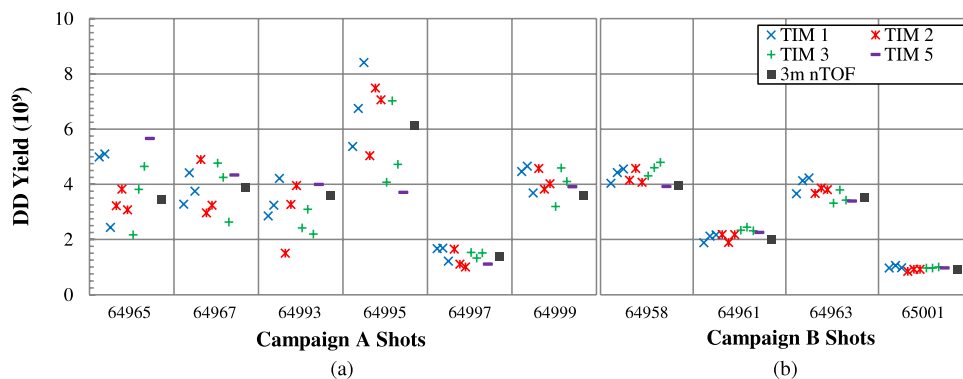 10
8
6
4
2
0
DD Yield (10⁹)
TIM 1 TIM 2
TIM 3 TIM 5
3m nTOF
64965 64967 64993 64995 64997 64999 64958 64961 64963 65001
Campaign A Shots Campaign B Shots
(a) (b)